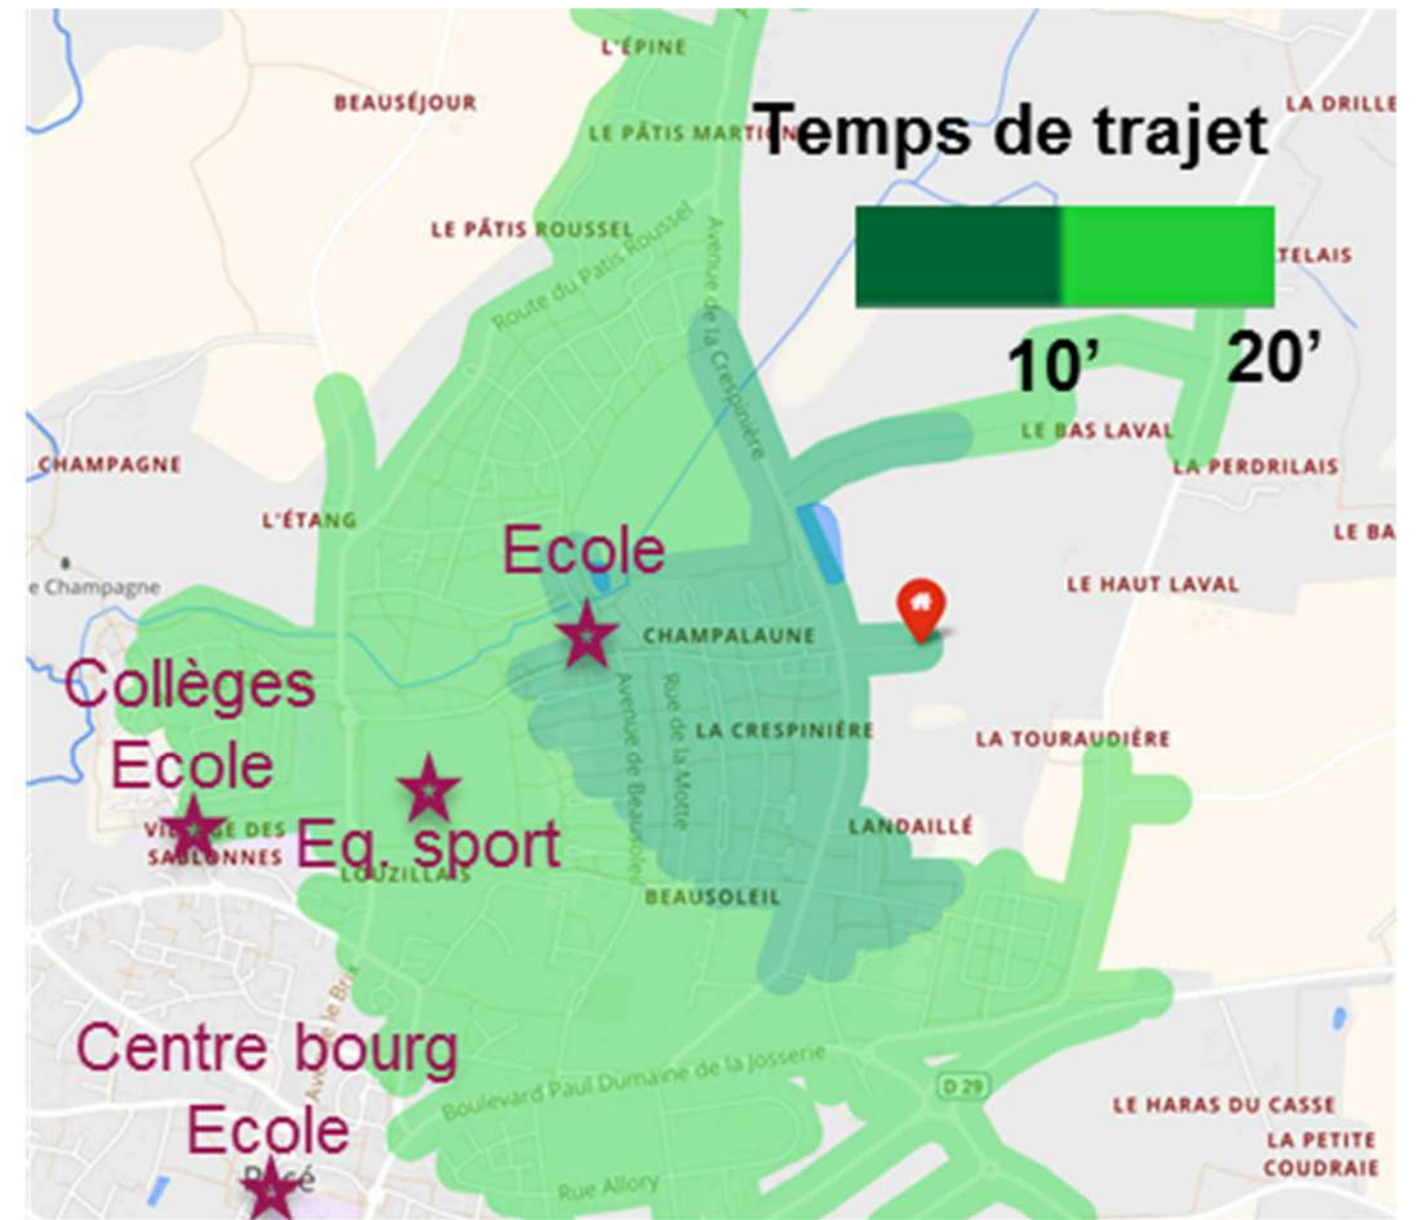 L'ÉPINE
BEAUSÉJOUR
LA DRILLE
LE PÂTIS MARTIGN
Temps de trajet
LE PÂTIS ROUSSEL
Route du Patis Roussel
Avenue de la Crespinière
TELAIS
10’
20’
LE BAS LAVAL
CHAMPAGNE
LA PERDRILAIS
L'ÉTANG
LE BA
Ecole
e Champagne
LE HAUT LAVAL
CHAMPALAUNE
Collèges
Ecole
Avenue de Beausoleil
Rue de la Motte
LA CRESPINIÈRE
LA TOURAUDIÈRE
LANDAILLÉ
SABLONNES
Eq. sport
LOUZILLAIS
BEAUSOLEIL
Centre bourg
Ecole
Boulevard Paul Dumaine de la Josserie
D 29
LE HARAS DU CASSE
LA PETITE
COUDRAIE
Rue Allory